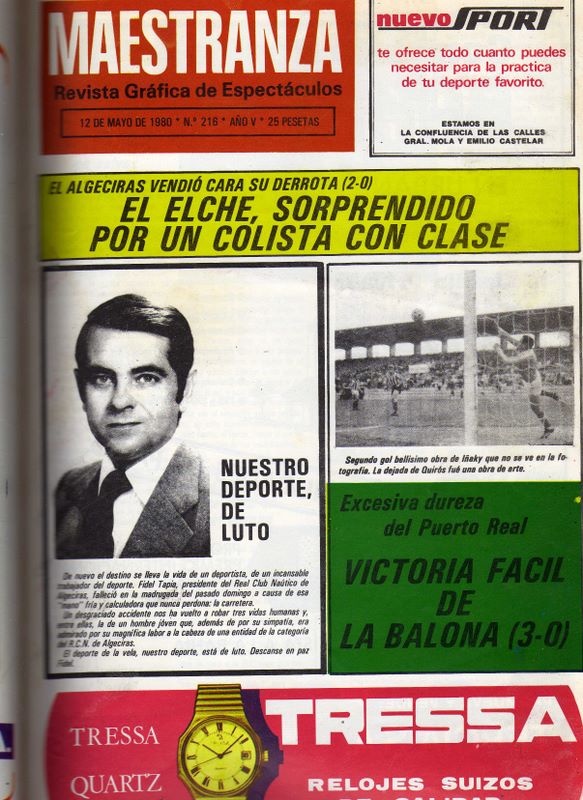 MAESTRANZA
Revista Gráfica de Espectáculos
12 DE MAYO DE 1980 * N.º 216 * AÑO V * 25 PESETAS
nuevo SPORT
te ofrece todo cuanto puedes
necesitar para la practica
de tu deporte favorito.
ESTAMOS EN
LA CONFLUENCIA DE LAS CALLES
GRAL. MOLA Y EMILIO CASTELAR
EL ALGECIRAS VENDIÓ CARA SU DERROTA (2-0)
EL ELCHE, SORPRENDIDO
POR UN COLISTA CON CLASE
NUESTRO
DEPORTE,
DE
LUTO
De nuevo el destino se lleva la vida de un deportista, de un incansable
trabajador del deporte. Fidel Tapia, presidente del Real Club Naútico de
Algeciras, falleció en la madrugada del pasado domingo a causa de esa
"mano" fría y calculadora que nunca perdona: la carretera.
Un desgraciado accidente nos ha vuelto a robar tres vidas humanas y,
entre ellas, la de un hombre jóven que, además de por su simpatía, era
admirado por su magnífica labor a la cabeza de una entidad de la categoría
del R.C.N. de Algeciras.
El deporte de la vela, nuestro deporte, está de luto. Descanse en paz
Fidel.
Segundo gol bellísimo obra de Iñaky que no se ve en la fo-
tografía. La dejada de Quirós fué una obra de arte.
Excesiva dureza
del Puerto Real
VICTORIA FACIL
DE
LA BALONA (3-0)
TRESSA
QUARTZ
TRESSA
RELOJES SUIZOS